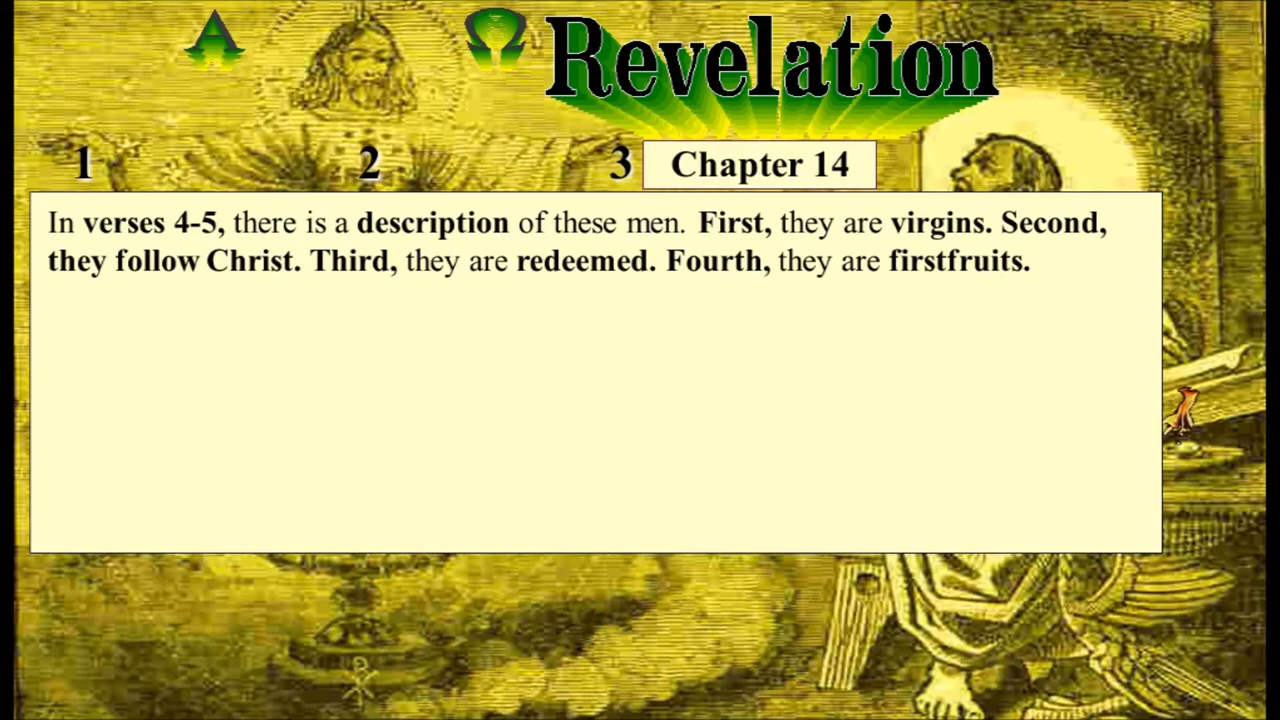 Α Ω Revelation
1 2 3 Chapter 14
In verses 4-5, there is a description of these men. First, they are virgins. Second,
they follow Christ. Third, they are redeemed. Fourth, they are firstfruits.